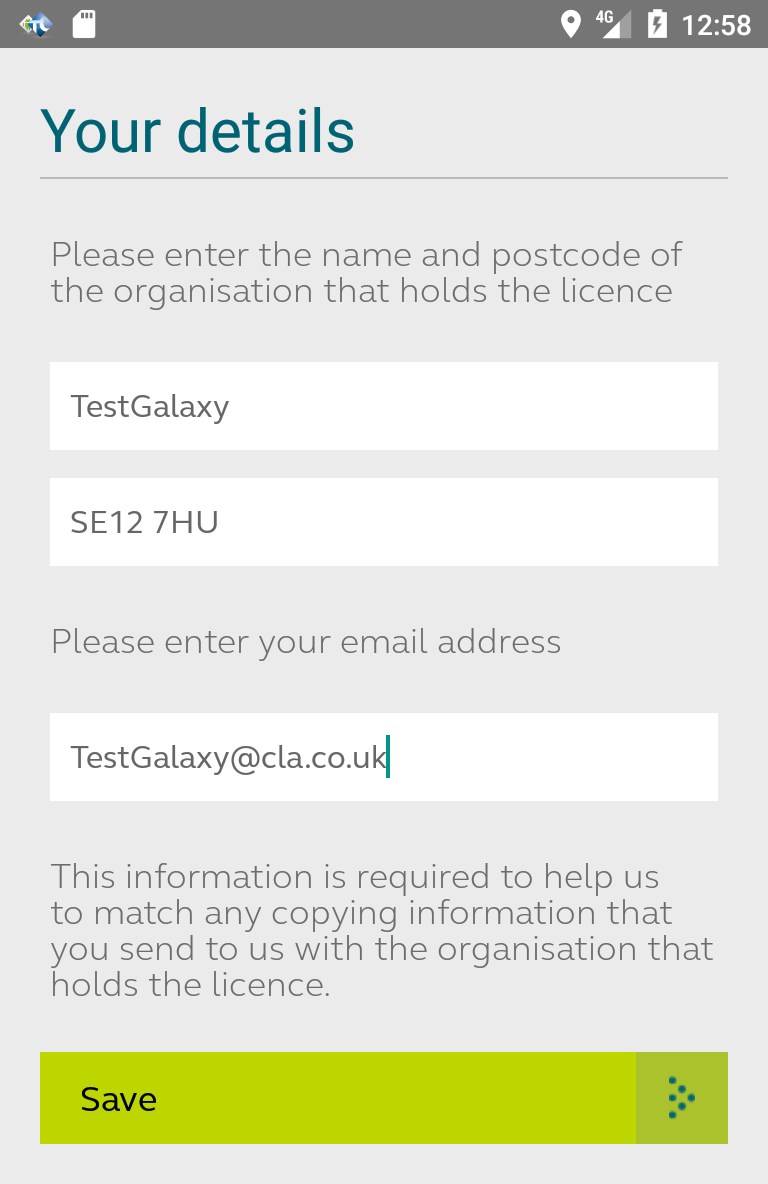 4G 12:58
Your details
Please enter the name and postcode of
the organisation that holds the licence
TestGalaxy
SE12 7HU
Please enter your email address
TestGalaxy@cla.co.uk
This information is required to help us
to match any copying information that
you send to us with the organisation that
holds the licence.
Save